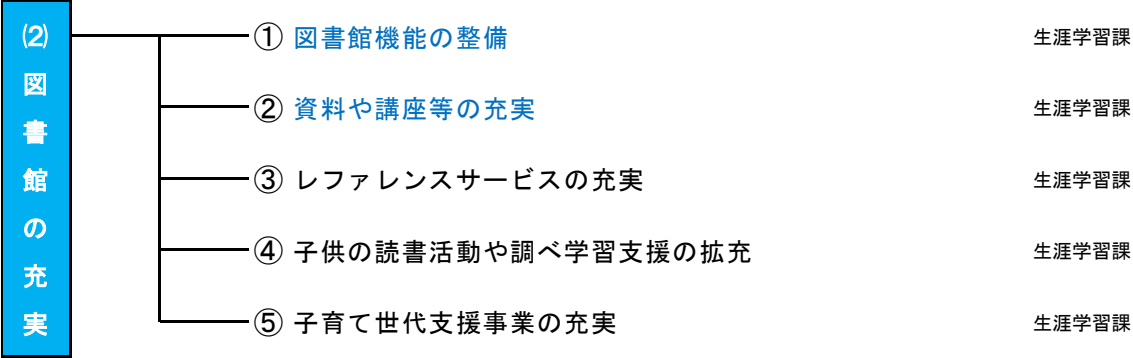 ⑵図書館の充実
① 図書館機能の整備 生涯学習課
② 資料や講座等の充実 生涯学習課
③ レファレンスサービスの充実 生涯学習課
④ 子供の読書活動や調べ学習支援の拡充 生涯学習課
⑤ 子育て世代支援事業の充実 生涯学習課